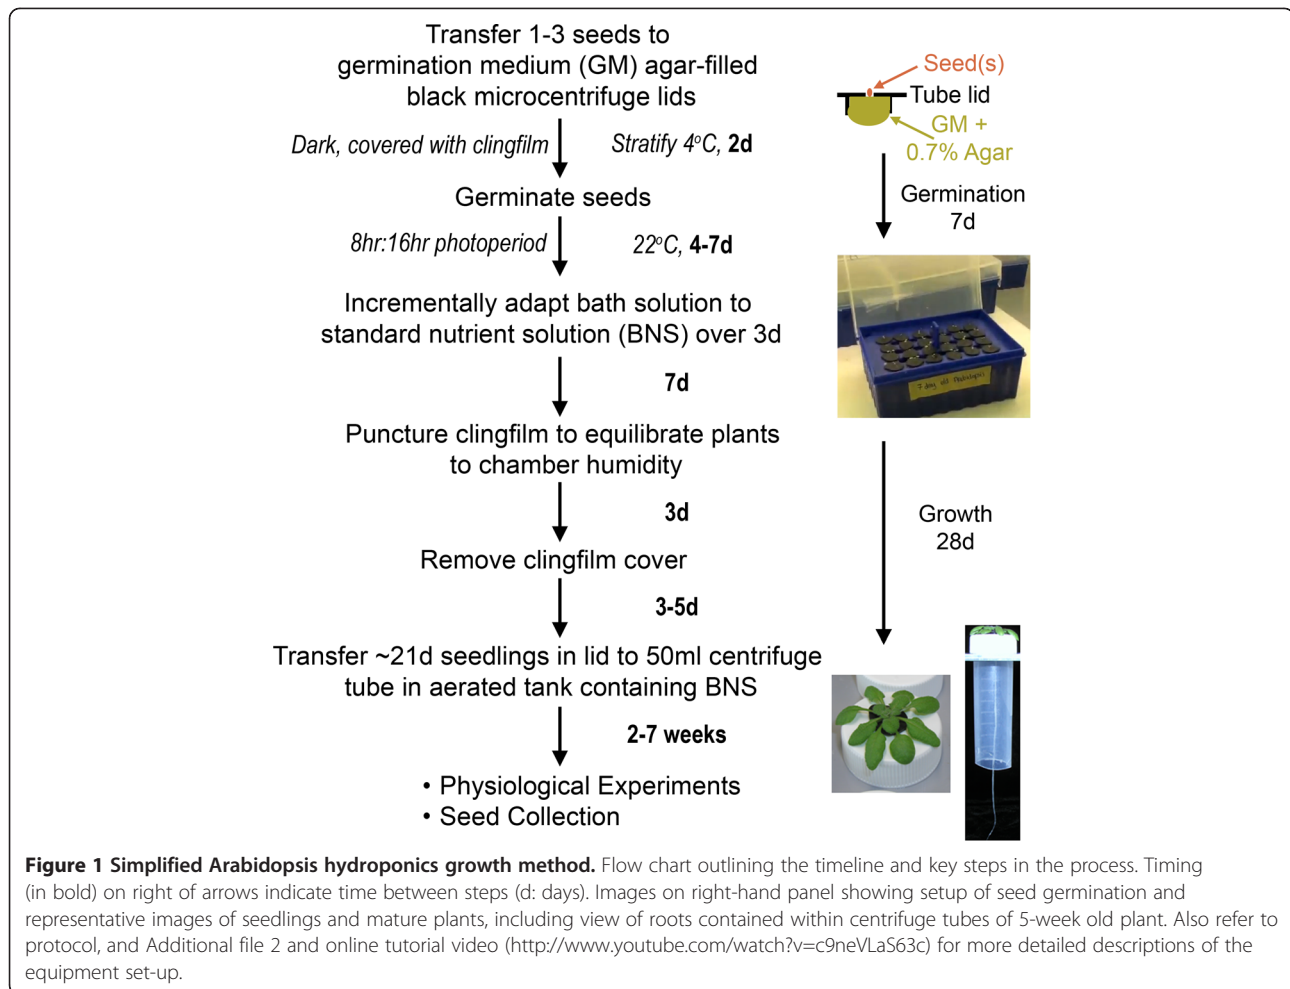 Transfer 1-3 seeds to
germination medium (GM) agar-filled
black microcentrifuge lids
Dark, covered with clingfilm
Stratify 4ºC, 2d
Germinate seeds
8hr:16hr photoperiod
22ºC, 4-7d
Incrementally adapt bath solution to
standard nutrient solution (BNS) over 3d
7d
Puncture clingfilm to equilibrate plants
to chamber humidity
3d
Remove clingfilm cover
3-5d
Transfer ~21d seedlings in lid to 50ml centrifuge
tube in aerated tank containing BNS
2-7 weeks
• Physiological Experiments
• Seed Collection
Seed(s)
Tube lid
GM +
0.7% Agar
Germination
7d
7 day old
Growth
28d
Figure 1 Simplified Arabidopsis hydroponics growth method. Flow chart outlining the timeline and key steps in the process. Timing
(in bold) on right of arrows indicate time between steps (d: days). Images on right-hand panel showing setup of seed germination and
representative images of seedlings and mature plants, including view of roots contained within centrifuge tubes of 5-week old plant. Also refer to
protocol, and Additional file 2 and online tutorial video (http://www.youtube.com/watch?v=c9neVLaS63c) for more detailed descriptions of the
equipment set-up.